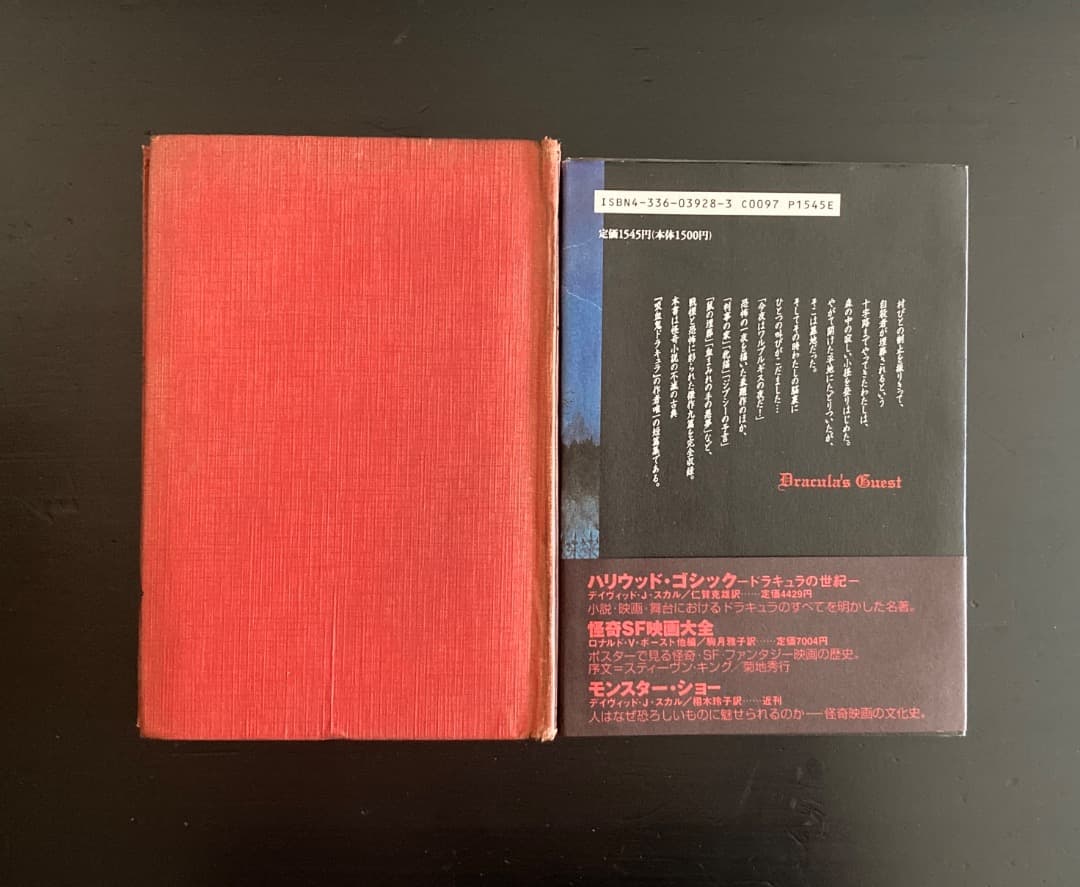 ISBN4-336-03928-3 C0097 P1545E
定価1545円(本体1500円)
村びとの制止を振りきって、
自殺者が埋葬されるという
十字路までやってきたわたしは、
森の中の寂しい小径を登りはじめた。
やがて開けた平地にたどりついたが、
そこは墓地だった。
そしてその時わたしの脳裏に
ひとつの叫びがこだました…
「今夜はワルプルギスの夜だ!」
恐怖の一夜を描いた表題作のほか、
「判事の家」「牝猫」「ジプシーの予言」
「鼠の埋葬」「血まみれの手の悪夢」など、
戦慄と恐怖に彩られた傑作九篇を完全収録。
本書は怪奇小説の不滅の古典
『吸血鬼ドラキュラ』の作者唯一の短篇集である。
Dracula's Guest
ハリウッド・ゴシック—ドラキュラの世紀—
デイヴィッド・J・スカル/仁賀克雄訳……定価4429円
小説・映画・舞台におけるドラキュラのすべてを明かした名著。
怪奇SF映画大全
ロナルド・V・ボースト他編/駒月雅子訳……定価7004円
ポスターで見る怪奇・SF・ファンタジー映画の歴史。
序文=スティーヴン・キング/菊地秀行
モンスター・ショー
デイヴィッド・J・スカル/栩木玲子訳……近刊
人はなぜ恐ろしいものに魅せられるのか——怪奇映画の文化史。